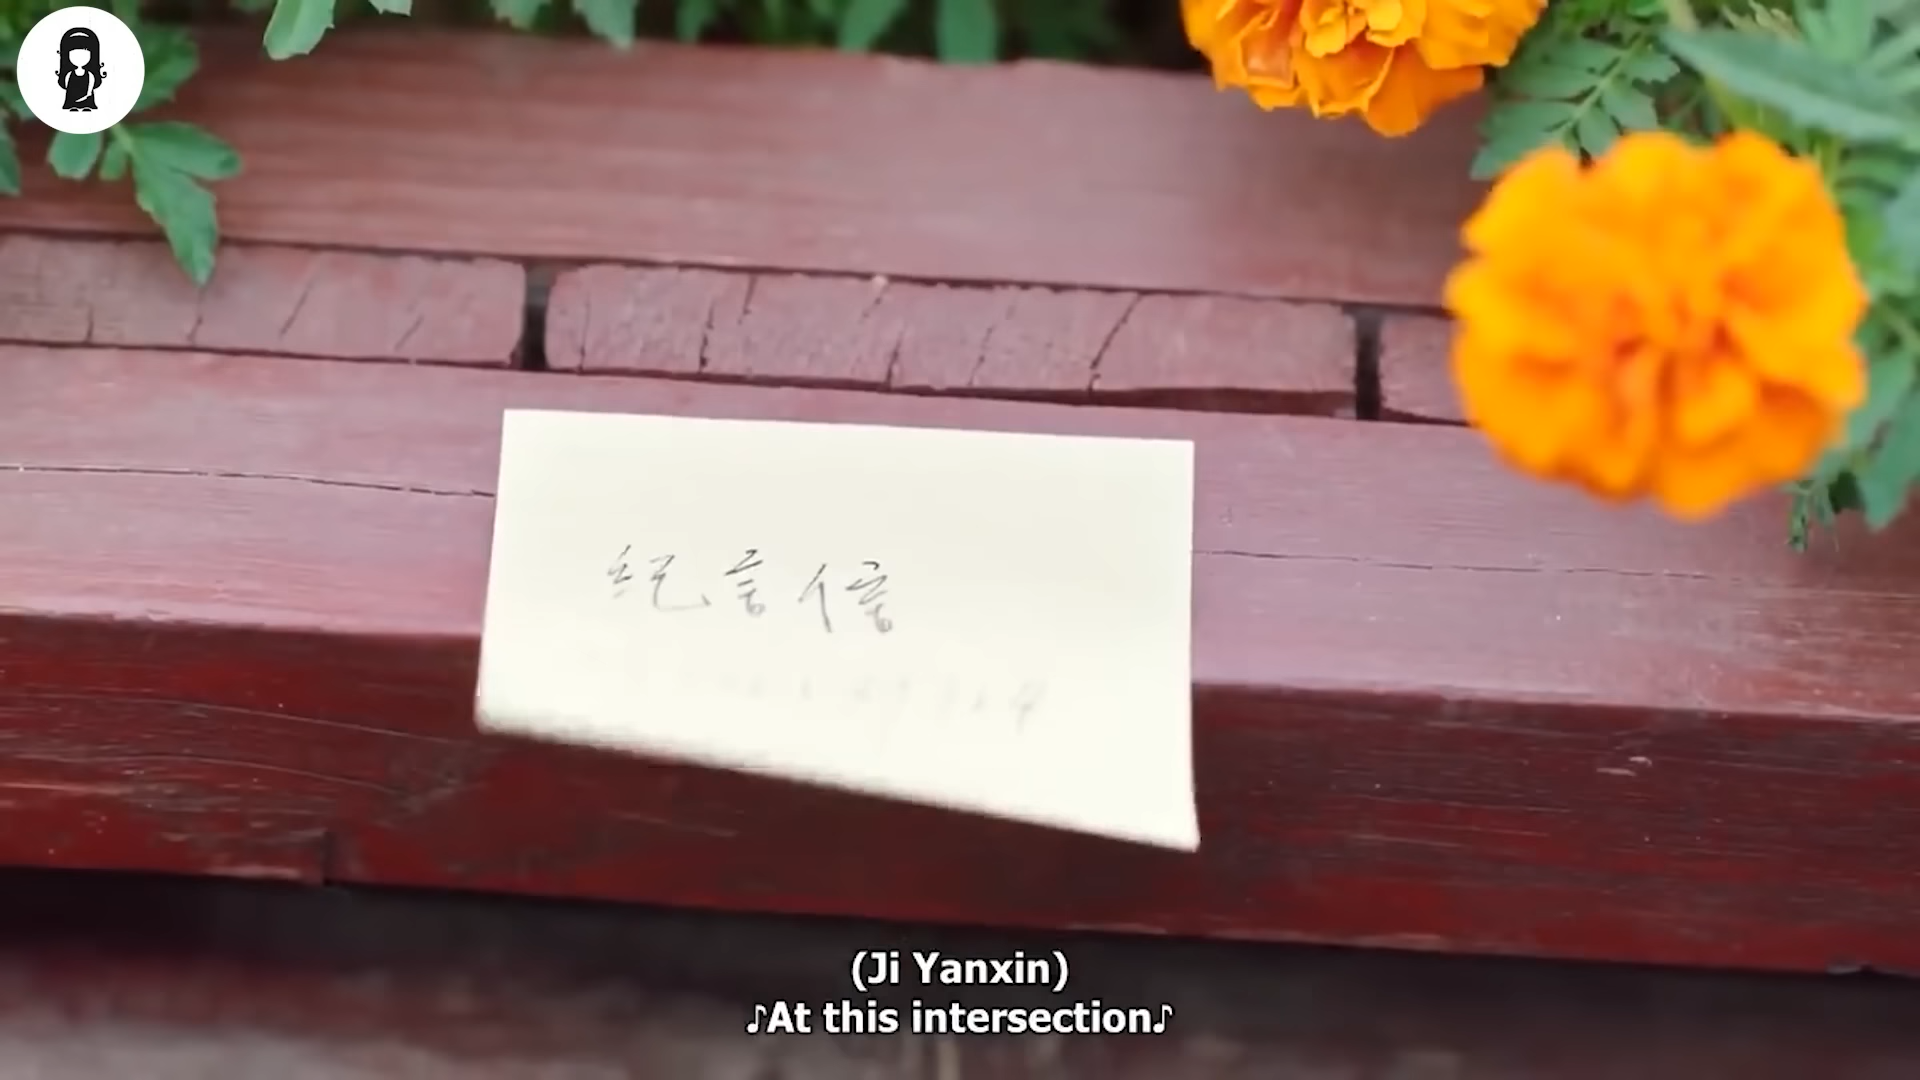 纪言信
(Ji Yanxin)
♪At this intersection♪